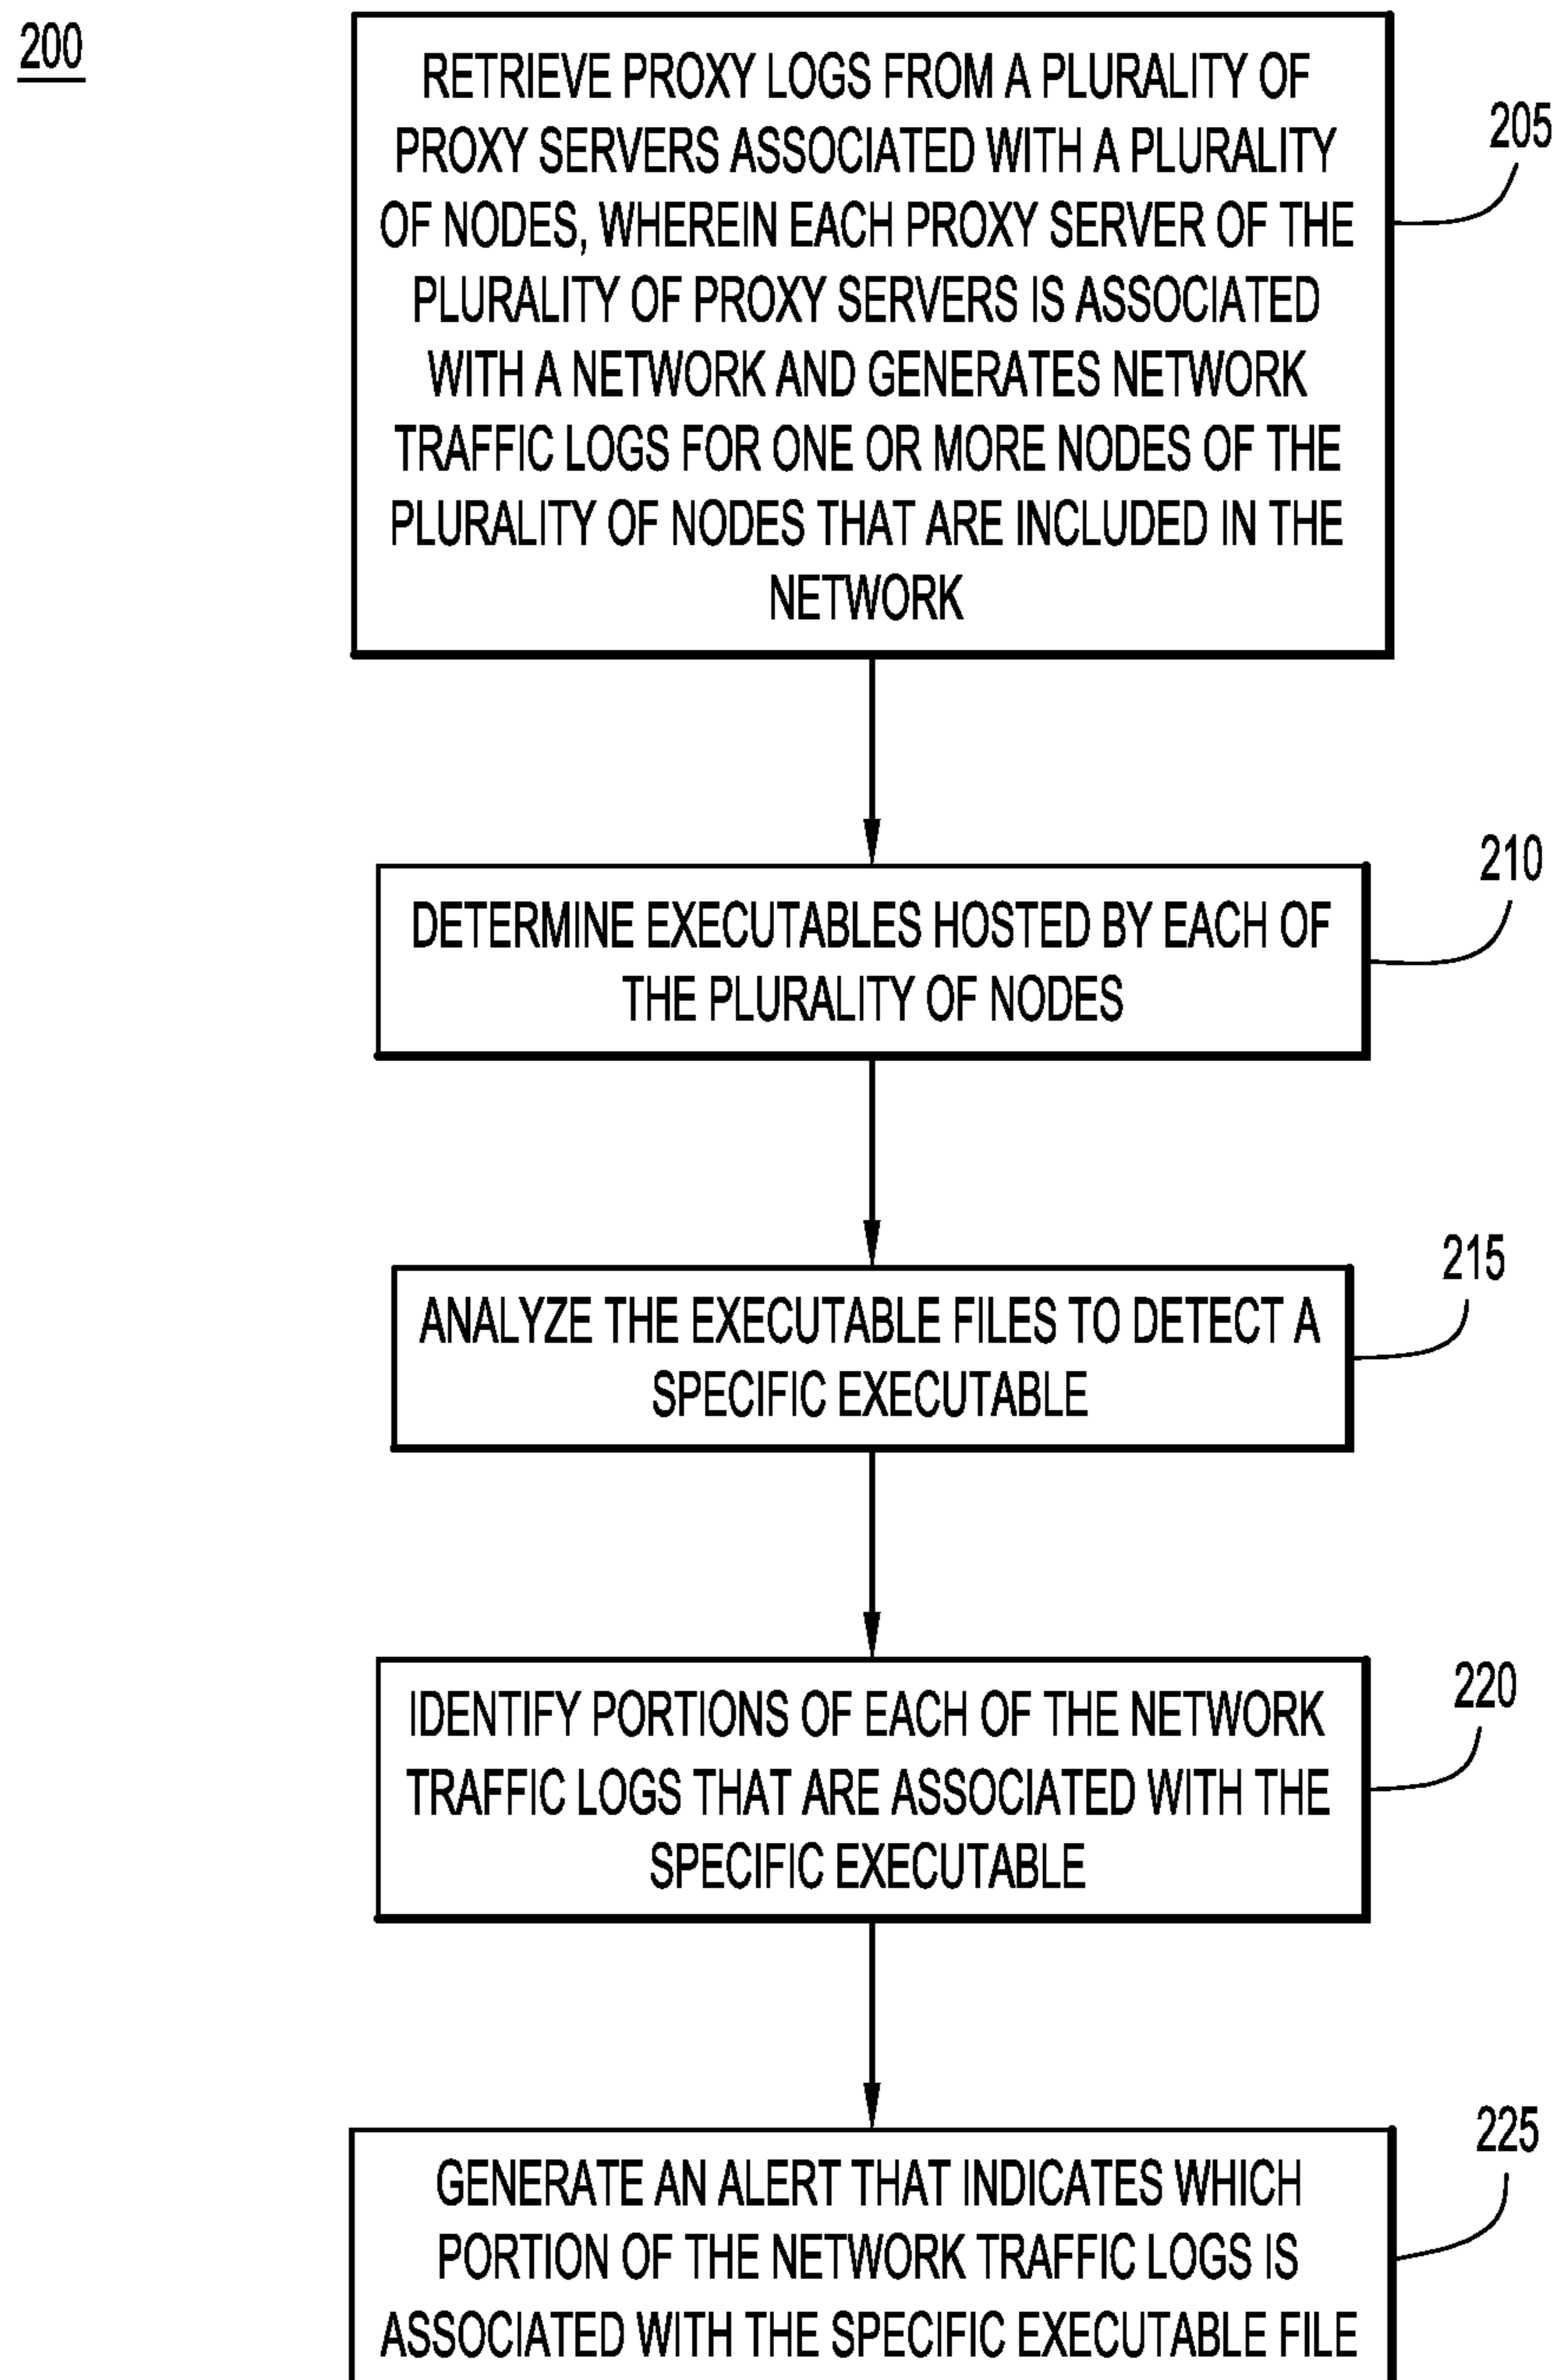 200
RETRIEVE PROXY LOGS FROM A PLURALITY OF
PROXY SERVERS ASSOCIATED WITH A PLURALITY
OF NODES, WHEREIN EACH PROXY SERVER OF THE
PLURALITY OF PROXY SERVERS IS ASSOCIATED
WITH A NETWORK AND GENERATES NETWORK
TRAFFIC LOGS FOR ONE OR MORE NODES OF THE
PLURALITY OF NODES THAT ARE INCLUDED IN THE
NETWORK
205
DETERMINE EXECUTABLES HOSTED BY EACH OF
THE PLURALITY OF NODES
210
ANALYZE THE EXECUTABLE FILES TO DETECT A
SPECIFIC EXECUTABLE
215
IDENTIFY PORTIONS OF EACH OF THE NETWORK
TRAFFIC LOGS THAT ARE ASSOCIATED WITH THE
SPECIFIC EXECUTABLE
220
GENERATE AN ALERT THAT INDICATES WHICH
PORTION OF THE NETWORK TRAFFIC LOGS IS
ASSOCIATED WITH THE SPECIFIC EXECUTABLE FILE
225